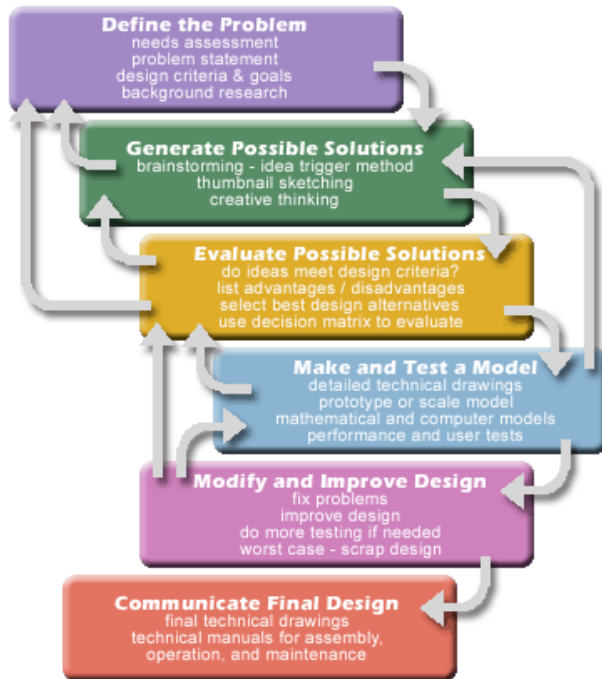 Define the Problem
needs assessment
problem statement
design criteria & goals
background research
Generate Possible Solutions
brainstorming - idea trigger method
thumbnail sketching
creative thinking
Evaluate Possible Solutions
do ideas meet design criteria?
list advantages / disadvantages
select best design alternatives
use decision matrix to evaluate
Make and Test a Model
detailed technical drawings
prototype or scale model
mathematical and computer models
performance and user tests
Modify and Improve Design
fix problems
improve design
do more testing if needed
worst case - scrap design
Communicate Final Design
final technical drawings
technical manuals for assembly,
operation, and maintenance